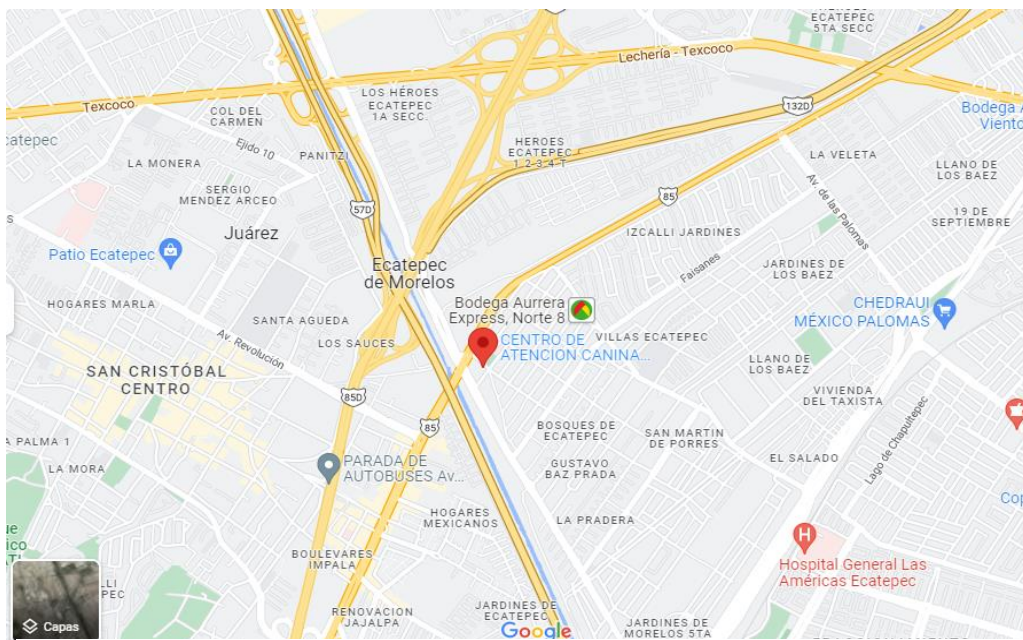 HEROES
ECATEPEC
5TA SECC
Lechería - Texcoco
Texcoco
LOS HÉROES
ECATEPEC
1A SECC.
132D
COL DEL
CARMEN
Bodega A
Viento
catepec
Ejido 10
PANITZI
HEROES
ECATEPEC
1 2 3 4 T
LA VELETA
LA MONERA
LLANO DE
LOS BAEZ
Av. de las Palomas
SERGIO
MENDEZ ARCEO
57D
85
19 DE
SEPTIEMBRE
Juárez
IZCALLI JARDINES
Patio Ecatepec
Ecatepec
de Morelos
Faisanes
JARDINES DE
LOS BAEZ
HOGARES MARLA
Bodega Aurrera
Express, Norte 8
CHEDRAUI
MÉXICO PALOMAS
SANTA AGUEDA
Av. Revolución
LOS SAUCES
CENTRO DE
ATENCION CANINA...
VILLAS ECATEPEC
LLANO DE
LOS BAEZ
SAN CRISTÓBAL
CENTRO
85D
VIVIENDA
DEL TAXISTA
85
BOSQUES DE
ECATEPEC
SAN MARTIN
DE PORRES
Lago de Chapultepec
A PALMA 1
LA MORA
PARADA DE
AUTOBUSES Av...
GUSTAVO
BAZ PRADA
EL SALADO
Cop
HOGARES
MEXICANOS
LA PRADERA
H
Hospital General Las
Américas Ecatepec
BOULEVARES
IMPALA
RENOVACION
JAJALPA
JARDINES DE
ECATEPEC
JARDINES DE
MORELOS 5TA
Capas
Google